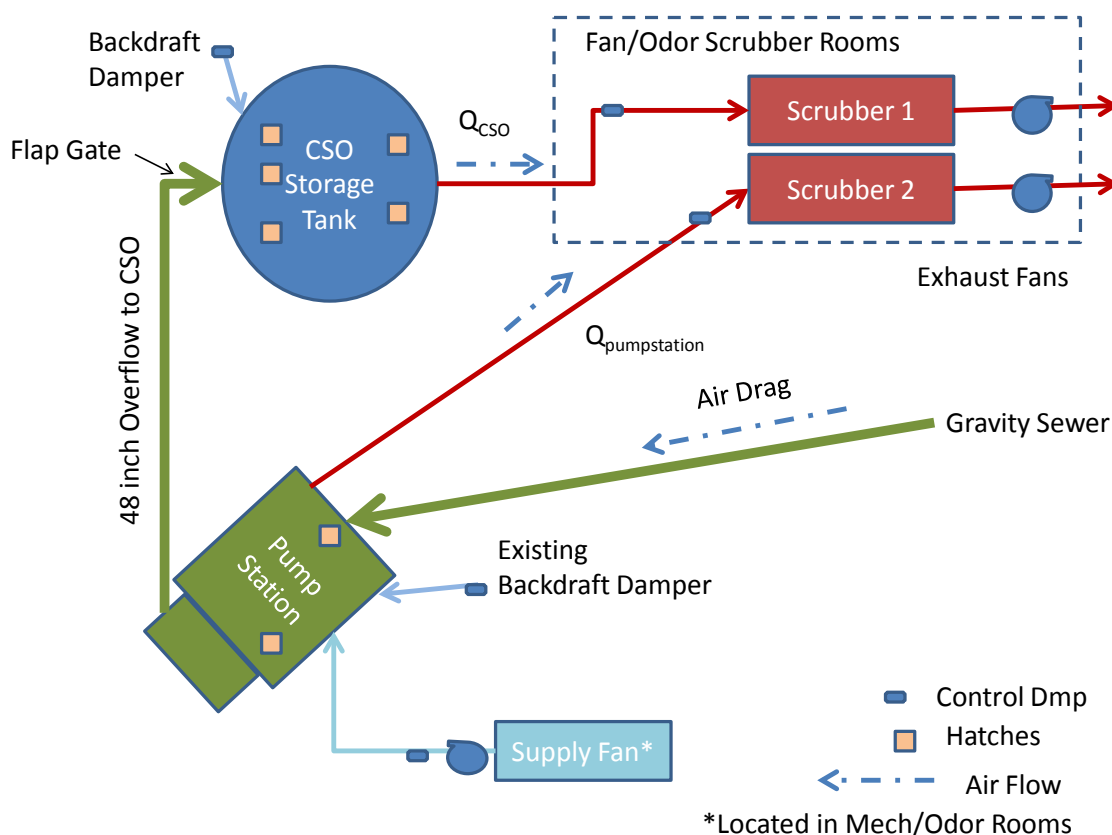 Backdraft
Damper
Fan/Odor Scrubber Rooms
Flap Gate
CSO
Storage
Tank
QCSO
Scrubber 1
Scrubber 2
Exhaust Fans
48 inch Overflow to CSO
Qpumpstation
Air Drag
Gravity Sewer
Pump
Station
Existing
Backdraft Damper
Supply Fan*
Control Dmp
Hatches
Air Flow
*Located in Mech/Odor Rooms